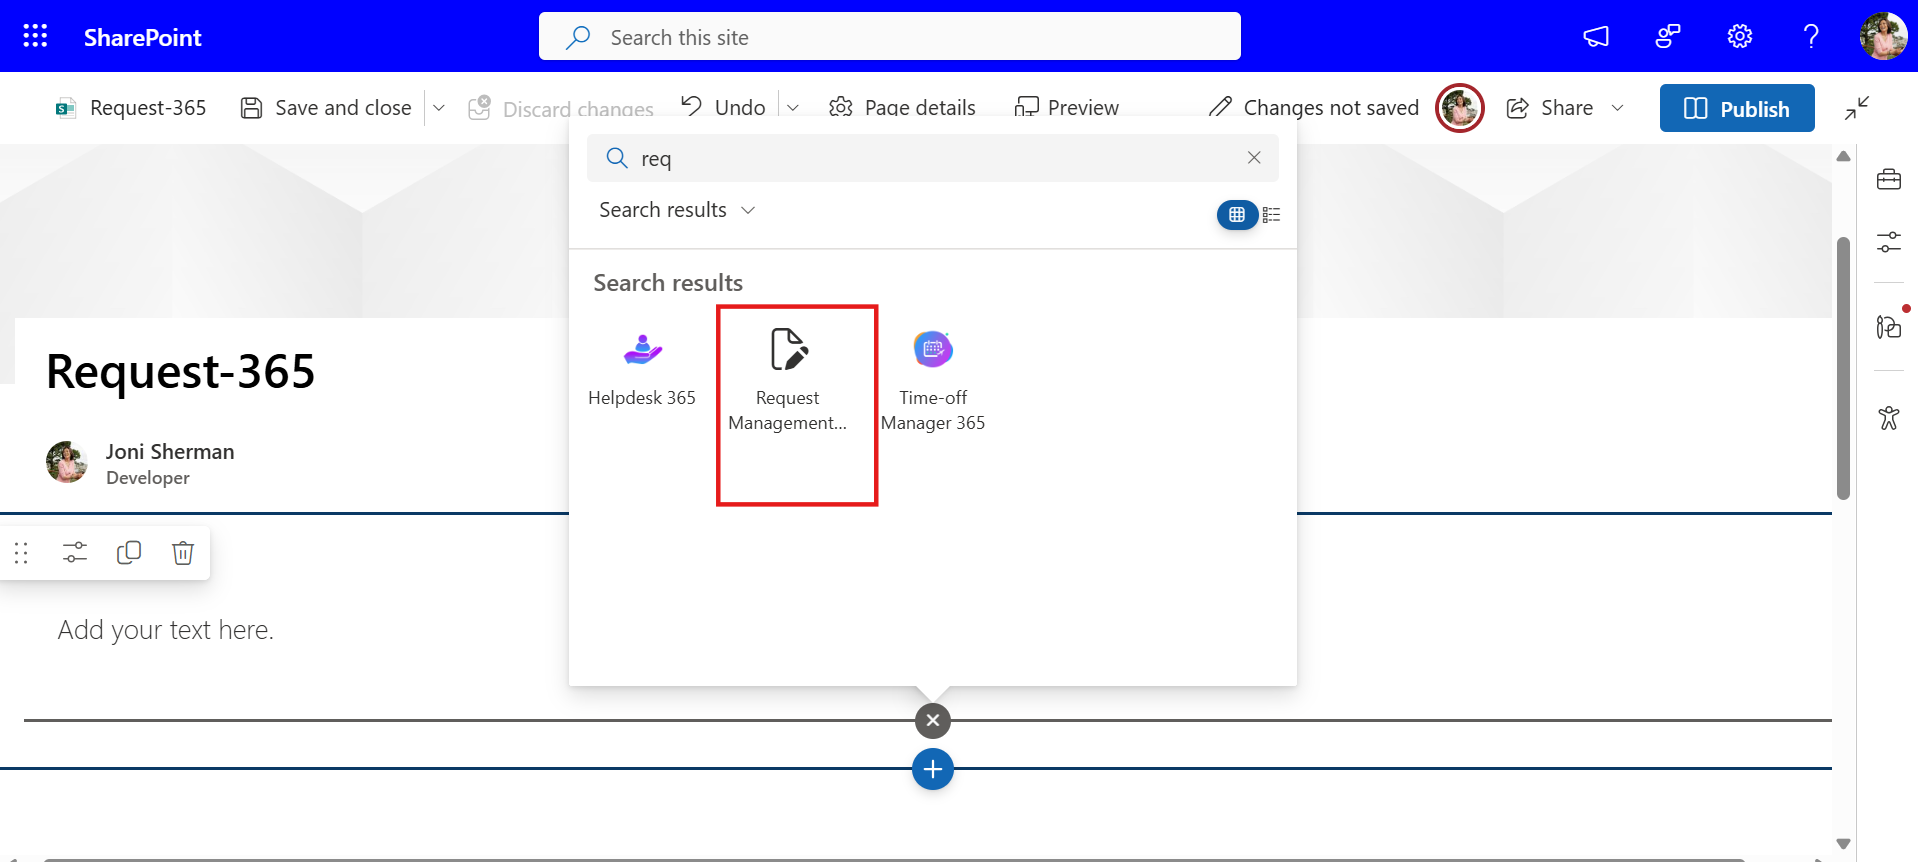 SharePoint
Search this site
Request-365
Save and close
Discard changes
Undo
Page details
Preview
Changes not saved
Share
Publish
req
Search results
Search results
Helpdesk 365
Request
Management...
Time-off
Manager 365
Request-365
Joni Sherman
Developer
Add your text here.